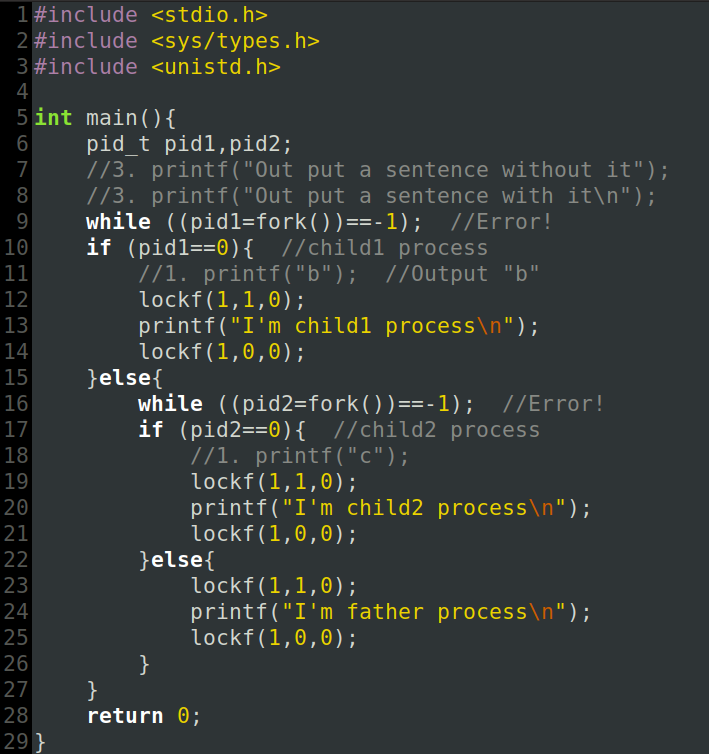 1 #include <stdio.h>
2 #include <sys/types.h>
3 #include <unistd.h>
4
5 int main(){
6     pid_t pid1,pid2;
7     //3. printf("Out put a sentence without it");
8     //3. printf("Out put a sentence with it\n");
9     while ((pid1=fork())==-1);  //Error!
10     if (pid1==0){  //child1 process
11         //1. printf("b");  //Output "b"
12         lockf(1,1,0);
13         printf("I'm child1 process\n");
14         lockf(1,0,0);
15     }else{
16         while ((pid2=fork())==-1);  //Error!
17         if (pid2==0){  //child2 process
18             //1. printf("c");
19             lockf(1,1,0);
20             printf("I'm child2 process\n");
21             lockf(1,0,0);
22         }else{
23             lockf(1,1,0);
24             printf("I'm father process\n");
25             lockf(1,0,0);
26         }
27     }
28     return 0;
29 }